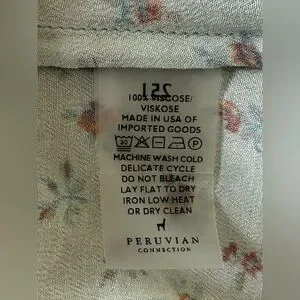 100% VISCOSE/
VISKOSE
MADE IN USA OF
IMPORTED GOODS
MACHINE WASH COLD
DELICATE CYCLE
DO NOT BLEACH
LAY FLAT TO DRY
IRON LOW HEAT
OR DRY CLEAN
PERUVIAN
CONNECTION